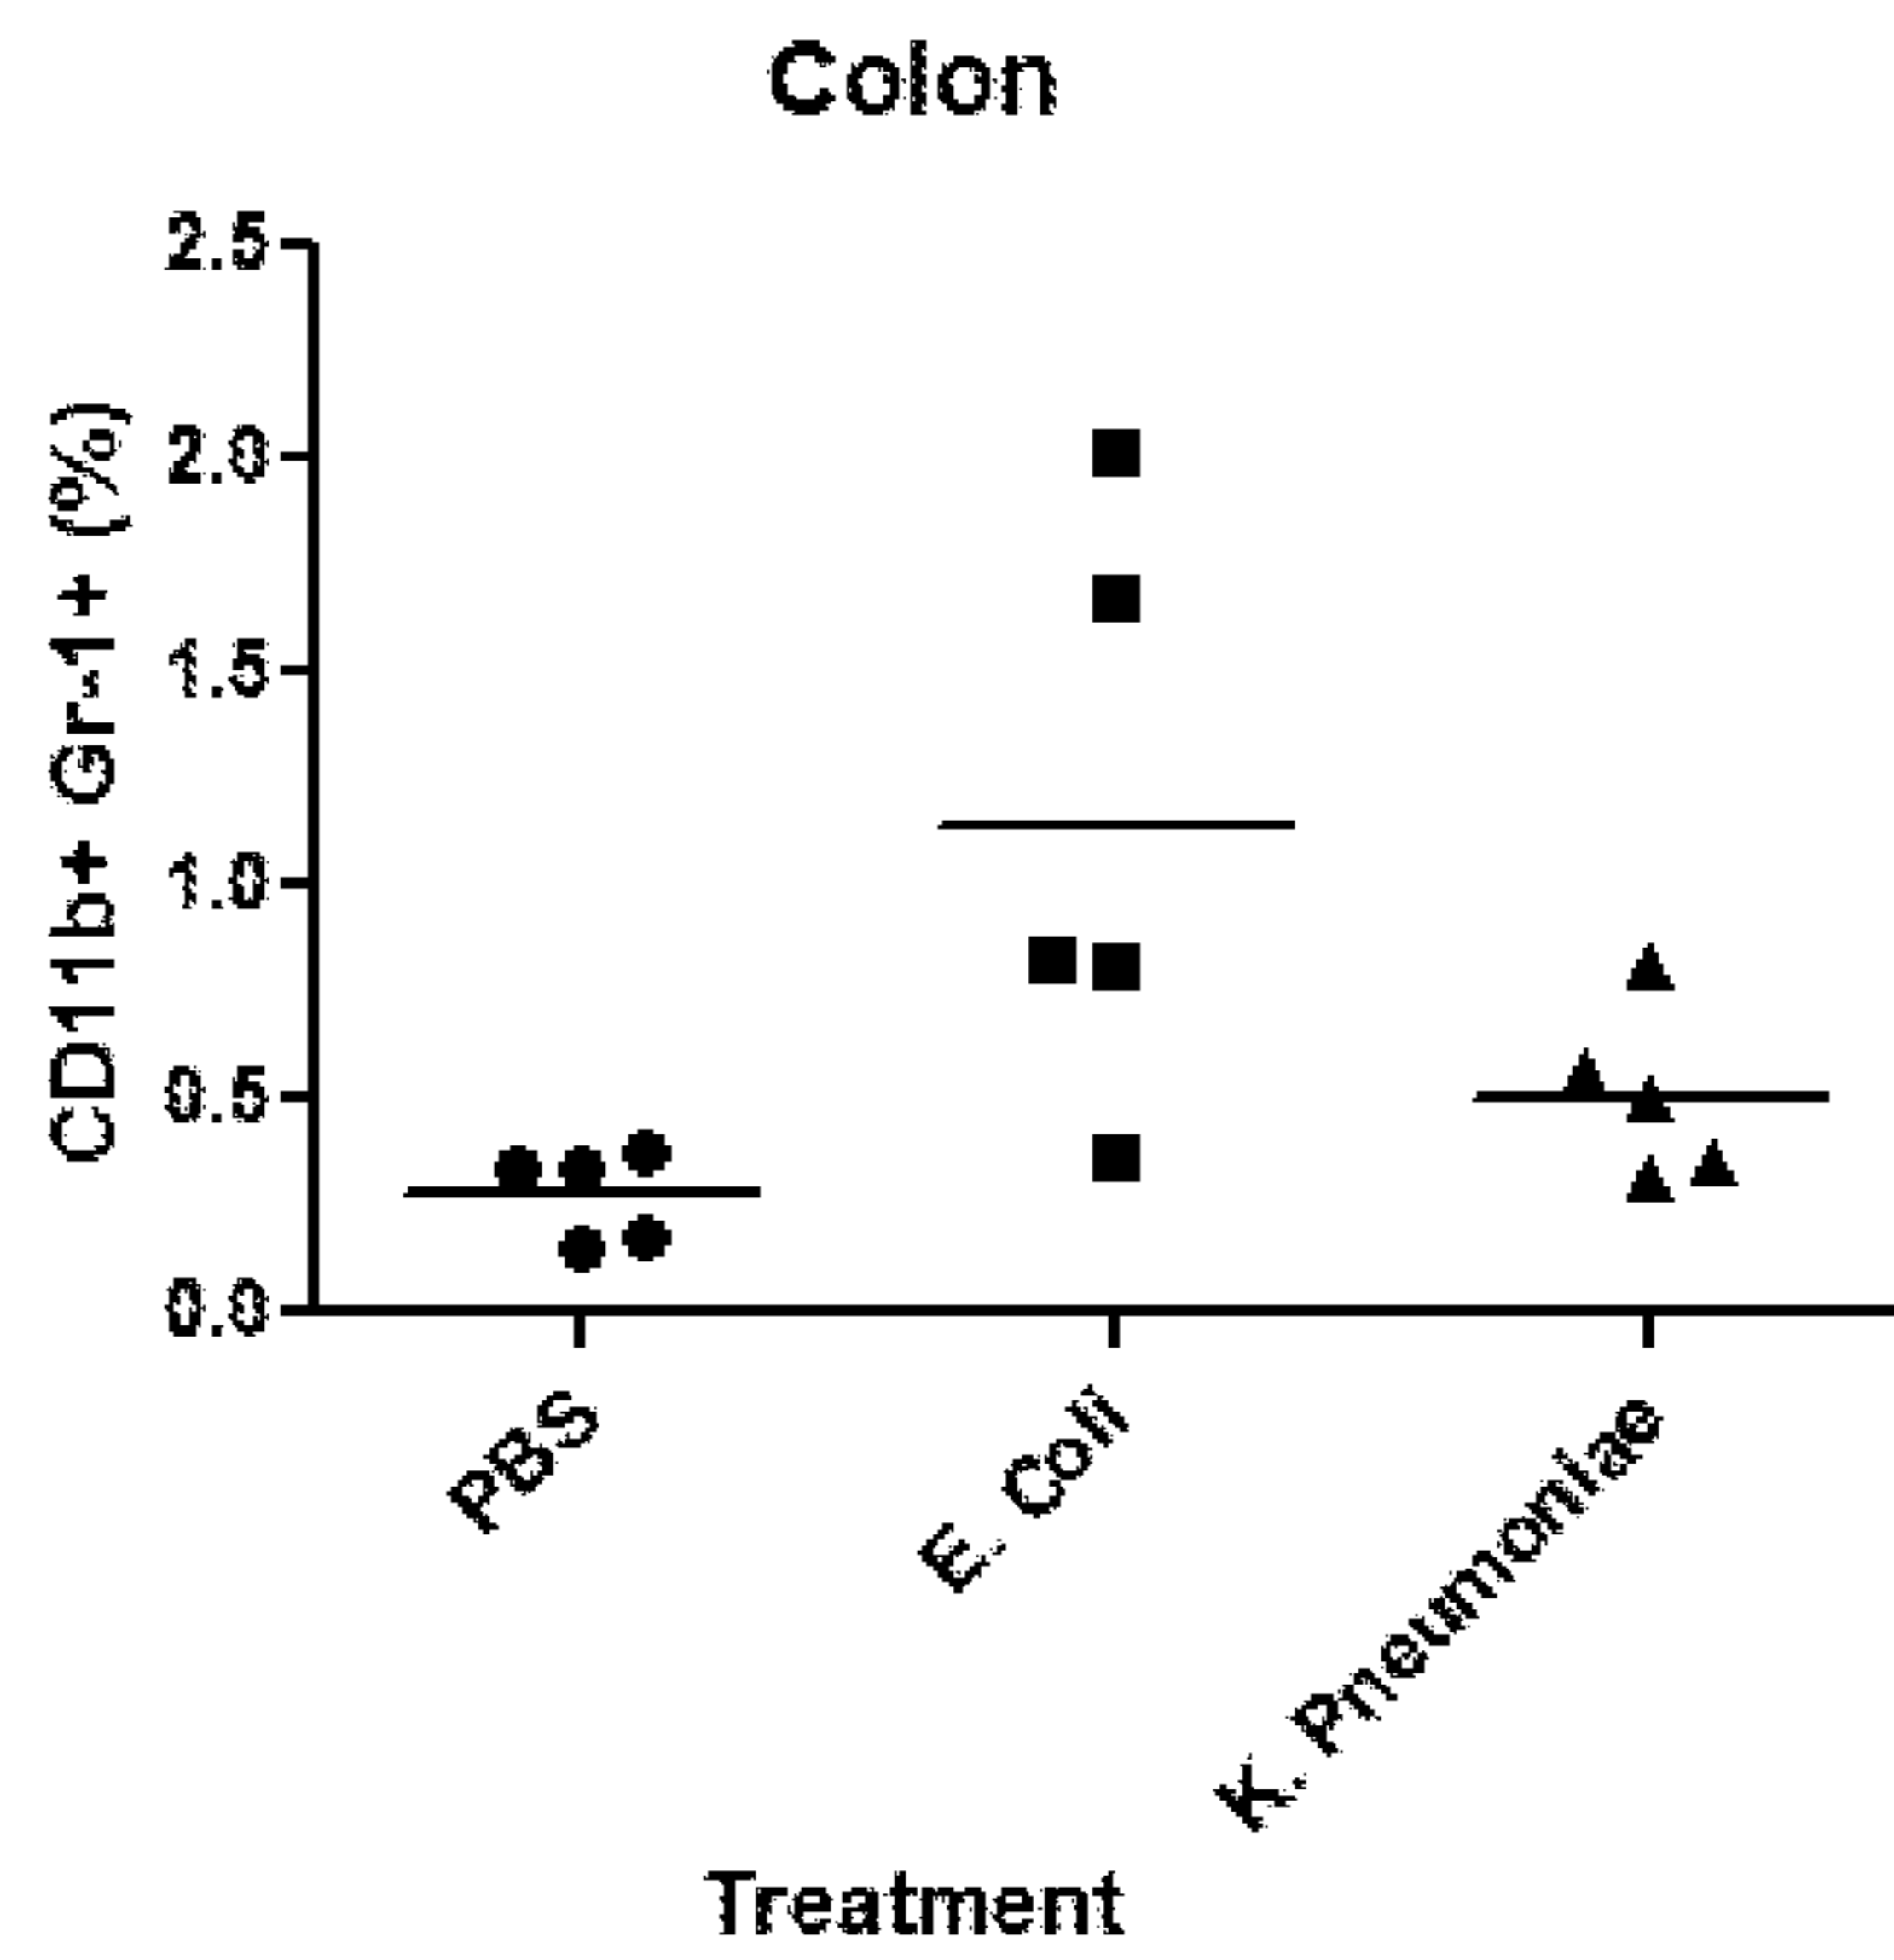 Colon
CD11b+ Gr-1+ (%)
2.5
2.0
1.5
1.0
0.5
0.0
PBS
E. Coli
K. Pneumoniae
Treatment